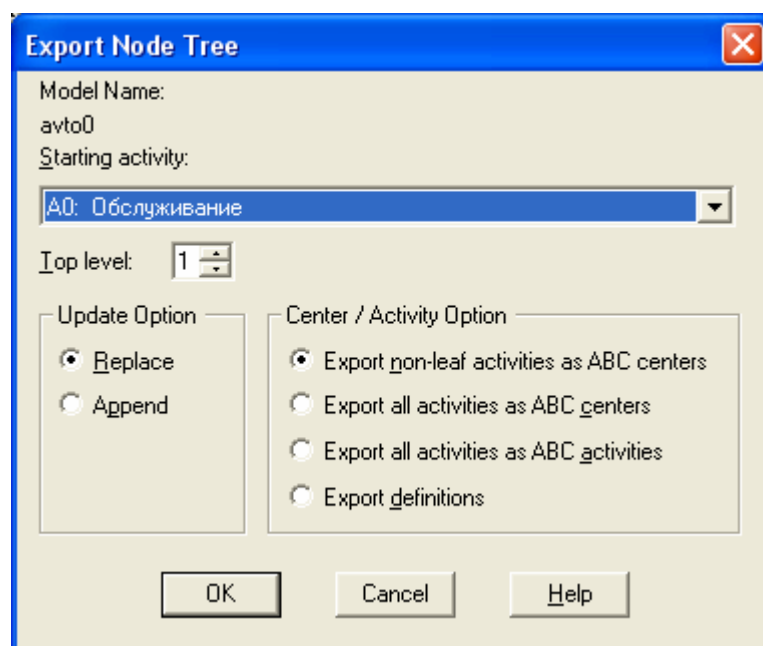 Export Node Tree
Model Name:
avto0
Starting activity:
A0: Обслуживание
Top level: 1
Update Option
Replace
Append
Center / Activity Option
Export non-leaf activities as ABC centers
Export all activities as ABC centers
Export all activities as ABC activities
Export definitions
OK Cancel Help